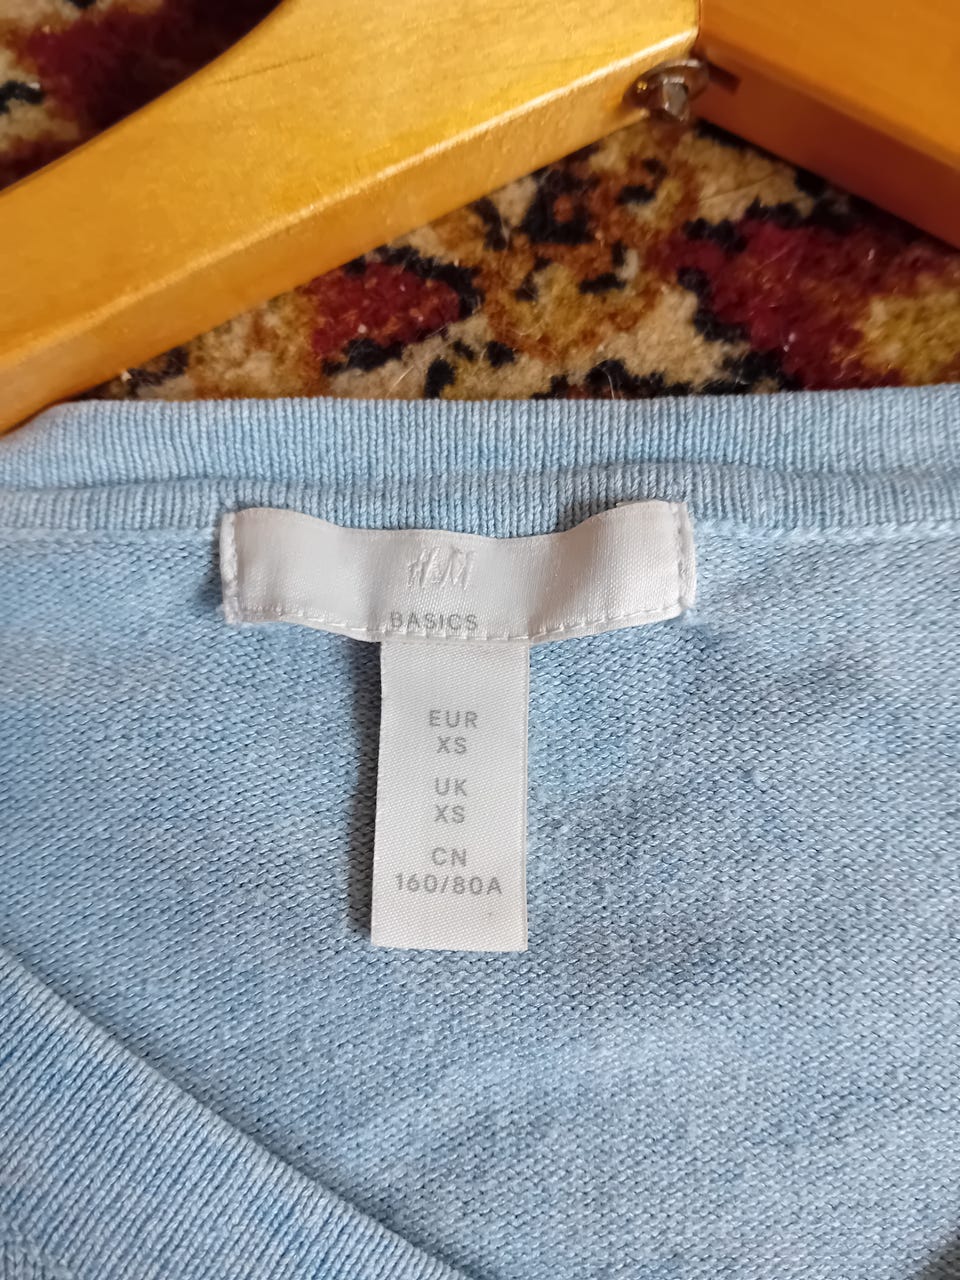 H&M
BASICS
EUR
XS
UK
XS
CN
160/80A